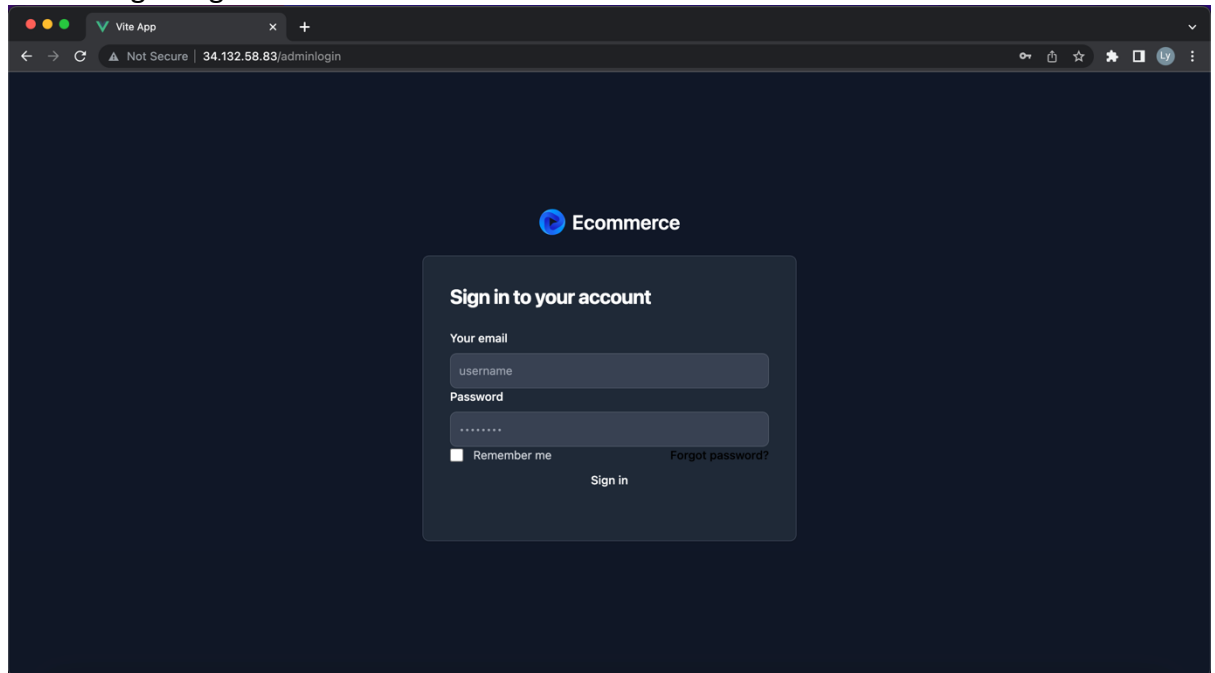 Vite App
Not Secure | 34.132.58.83/adminlogin
Ly
Ecommerce
Sign in to your account
Your email
username
Password
Remember me Forgot password?
Sign in